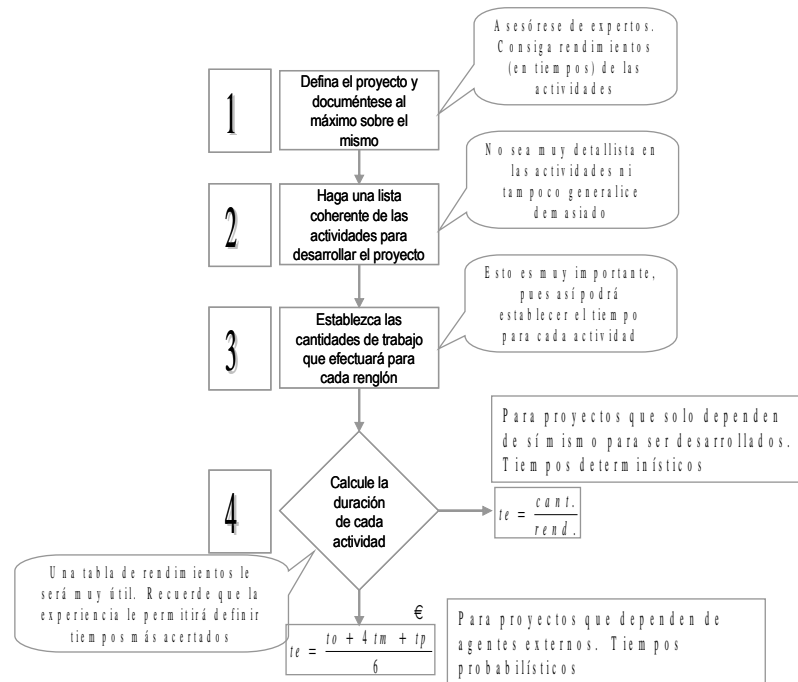 Asesórese de expertos.
Consiga rendimientos
(en tiempos) de las
actividades
1
Defina el proyecto y
documéntese al
máximo sobre el
mismo
No sea muy detallista en
las actividades ni
tampoco generalice
demasiado
2
Haga una lista
coherente de las
actividades para
desarrollar el proyecto
Esto es muy importante,
pues así podrá
establecer el tiempo
para cada actividad
3
Establezca las
cantidades de trabajo
que efectuará para
cada renglón
Para proyectos que solo dependen
de sí mismo para ser desarrollados.
Tiempos determinísticos
4
Calcule la
duración
de cada
actividad
te = cant. / rend.
Una tabla de rendimientos le
será muy útil. Recuerde que la
experiencia le permitirá definir
tiempos más acertados
€
te = to + 4 tm + tp / 6
Para proyectos que dependen de
agentes externos. Tiempos
probabilísticos